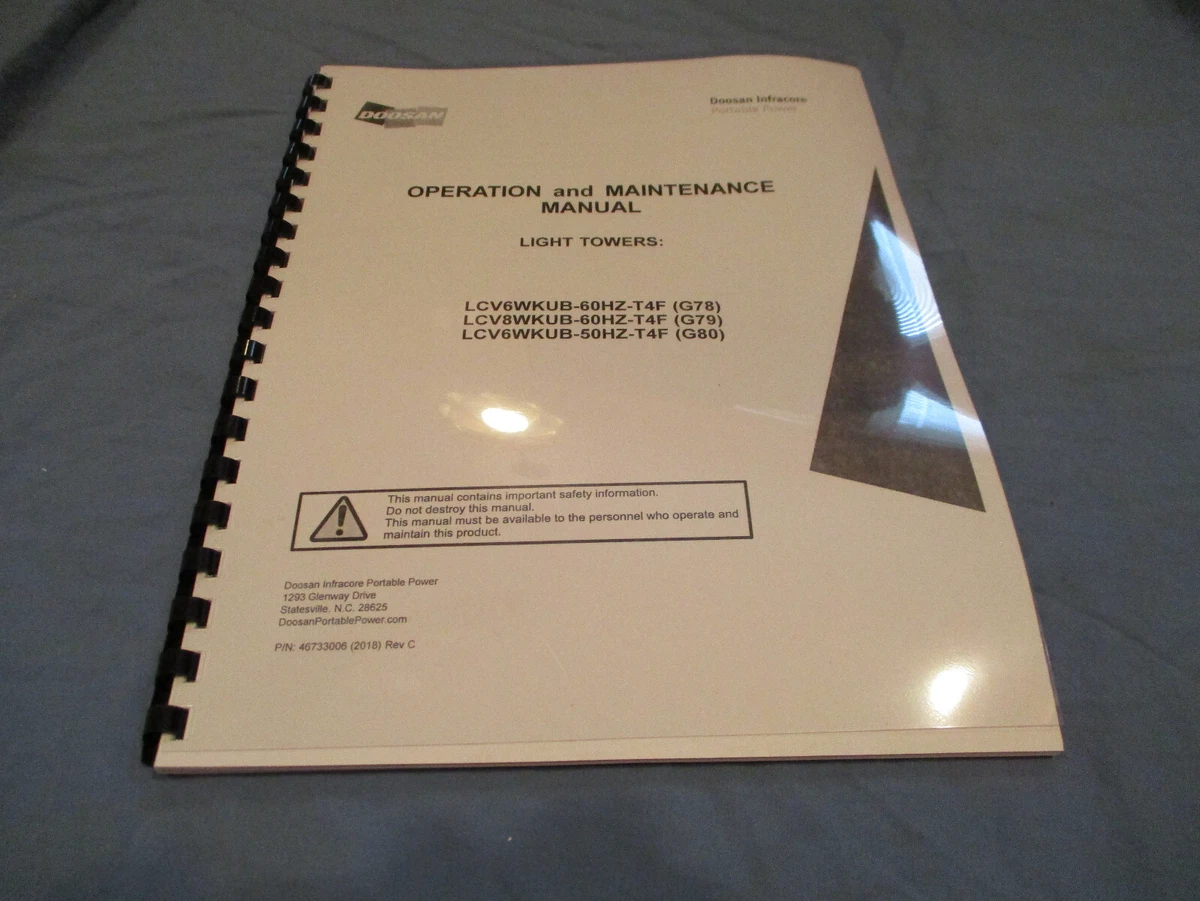 DOOSAN
Doosan Infracore
Portable Power
OPERATION and MAINTENANCE
MANUAL
LIGHT TOWERS:
LCV6WKUB-60HZ-T4F (G78)
LCV8WKUB-60HZ-T4F (G79)
LCV6WKUB-50HZ-T4F (G80)
This manual contains important safety information.
Do not destroy this manual.
This manual must be available to the personnel who operate and
maintain this product.
Doosan Infracore Portable Power
1293 Glenway Drive
Statesville, N.C. 28625
DoosanPortablePower.com
P/N: 46733006 (2018) Rev C